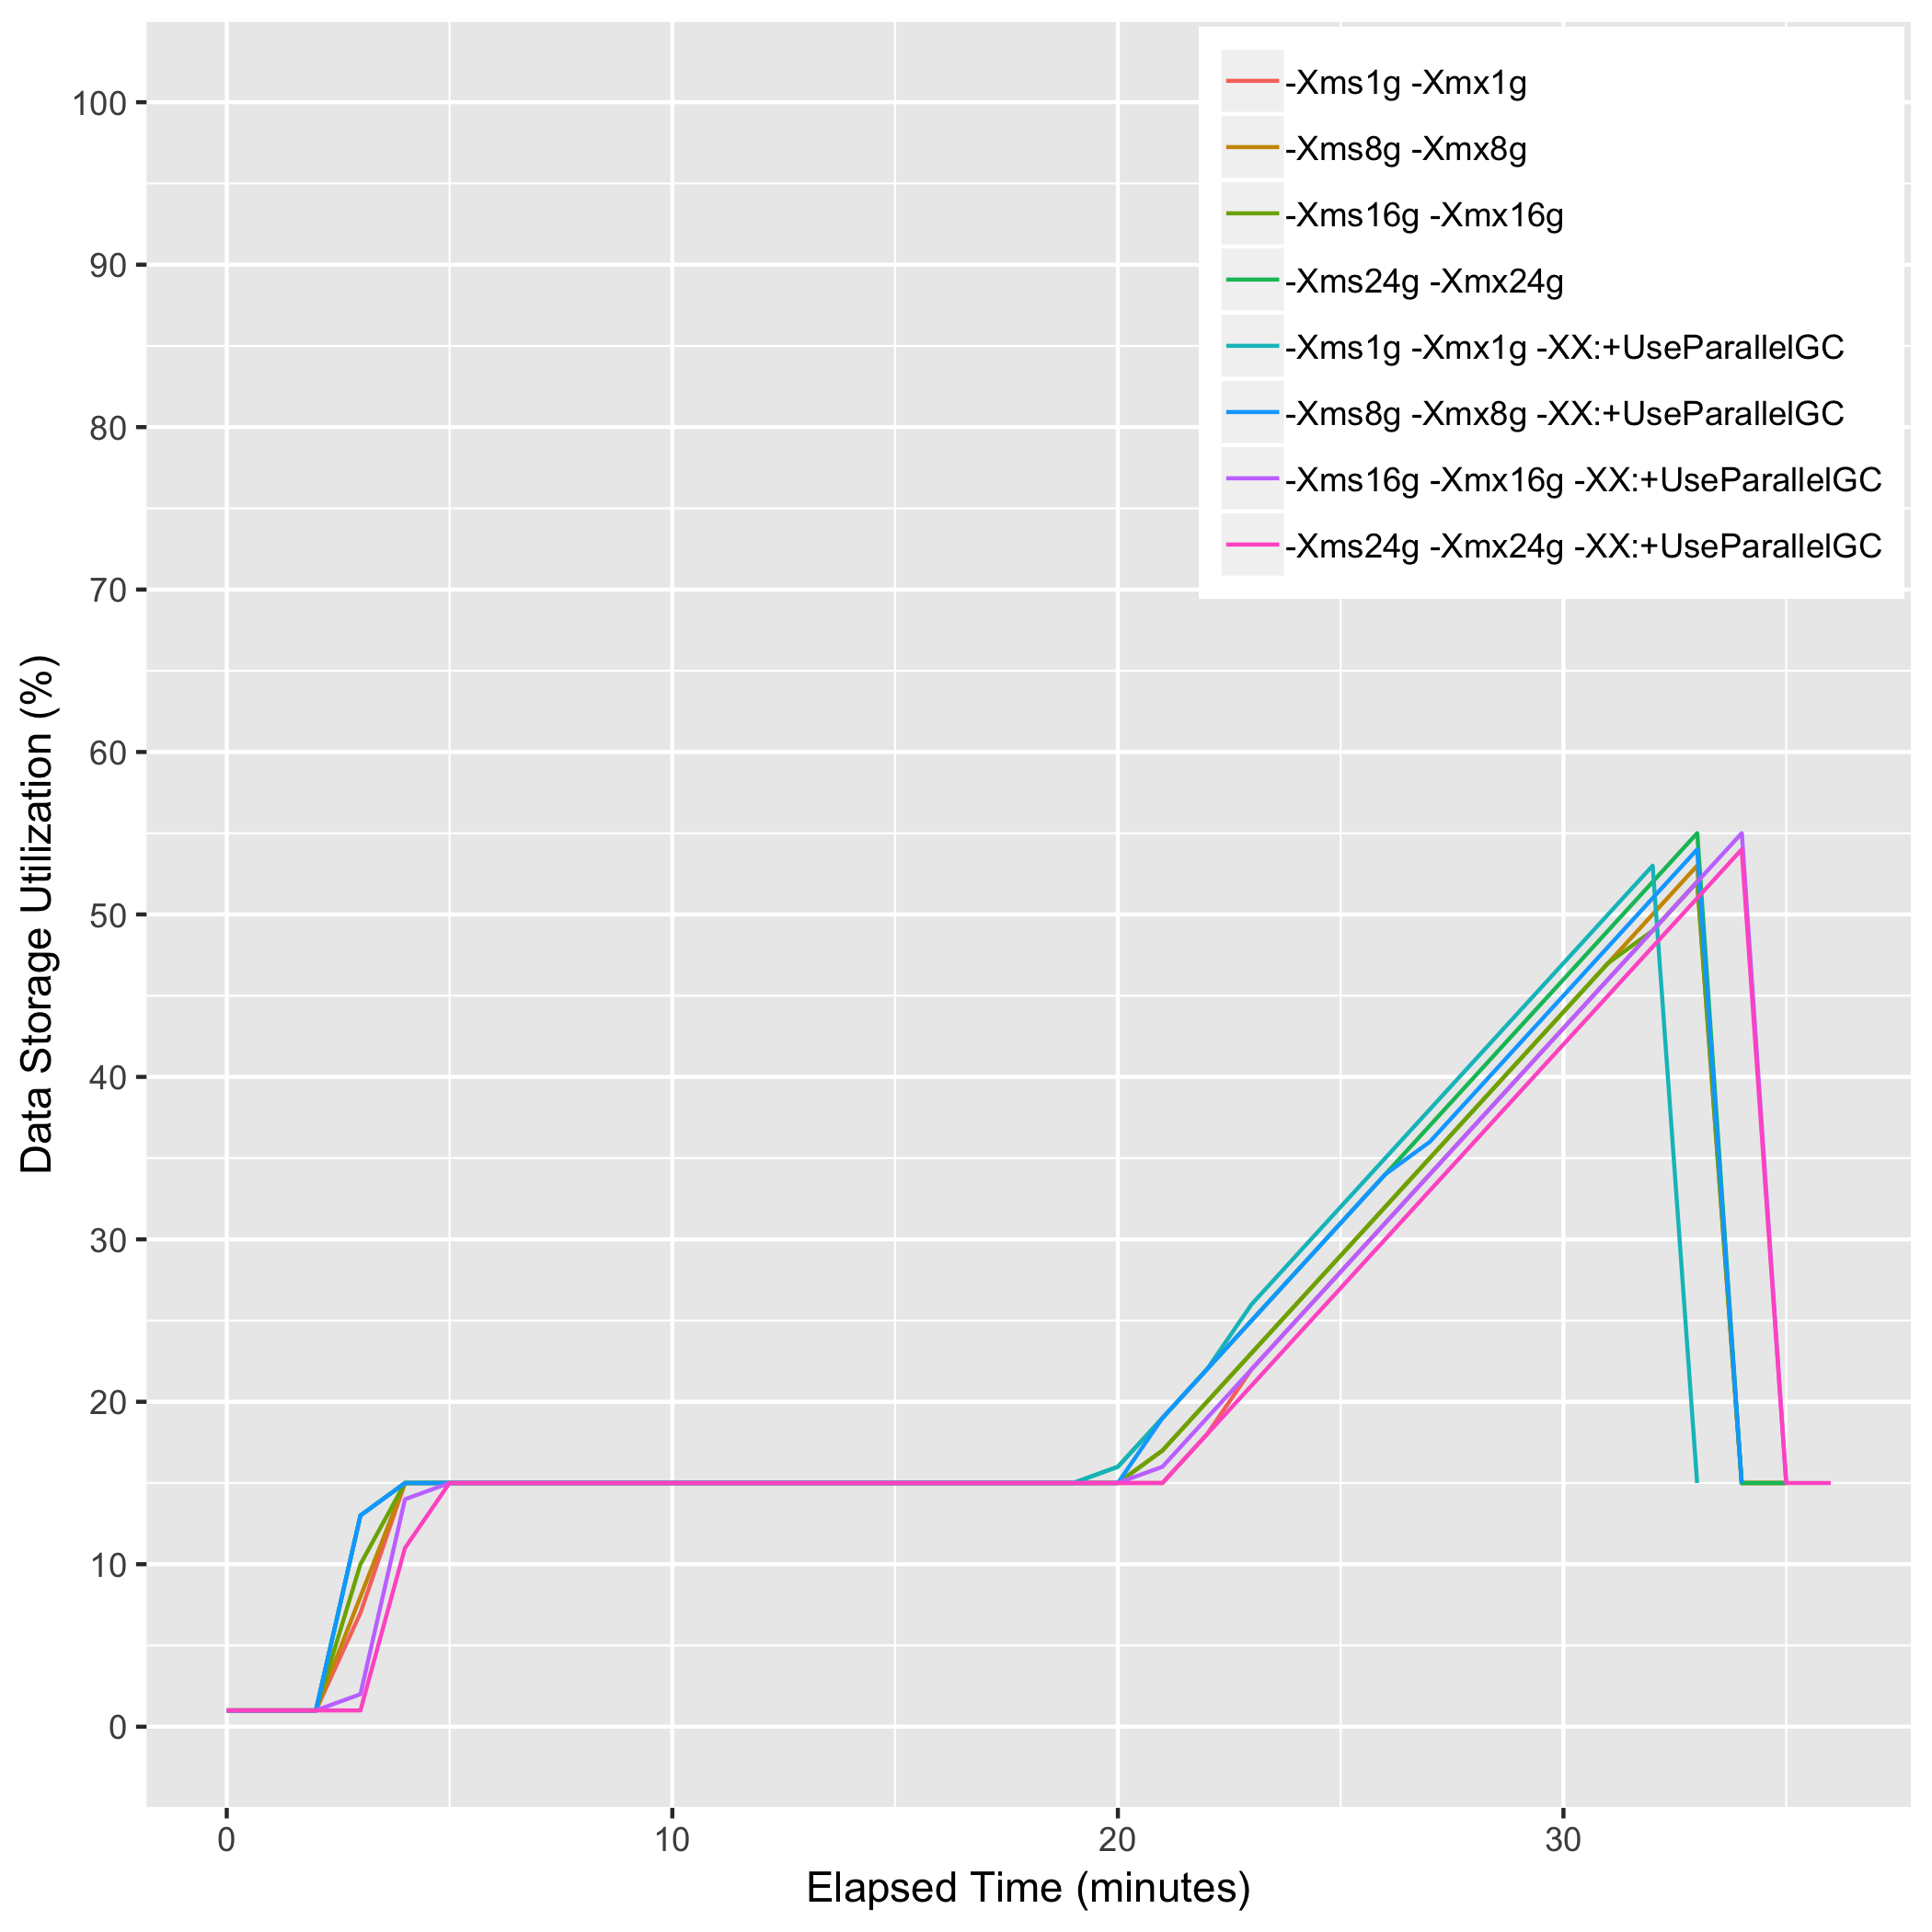 -Xms1g -Xmx1g
-Xms8g -Xmx8g
-Xms16g -Xmx16g
-Xms24g -Xmx24g
-Xms1g -Xmx1g -XX:+UseParallelGC
-Xms8g -Xmx8g -XX:+UseParallelGC
-Xms16g -Xmx16g -XX:+UseParallelGC
-Xms24g -Xmx24g -XX:+UseParallelGC
100
90
80
70
60
50
40
30
20
10
0
Data Storage Utilization (%)
0 10 20 30
Elapsed Time (minutes)